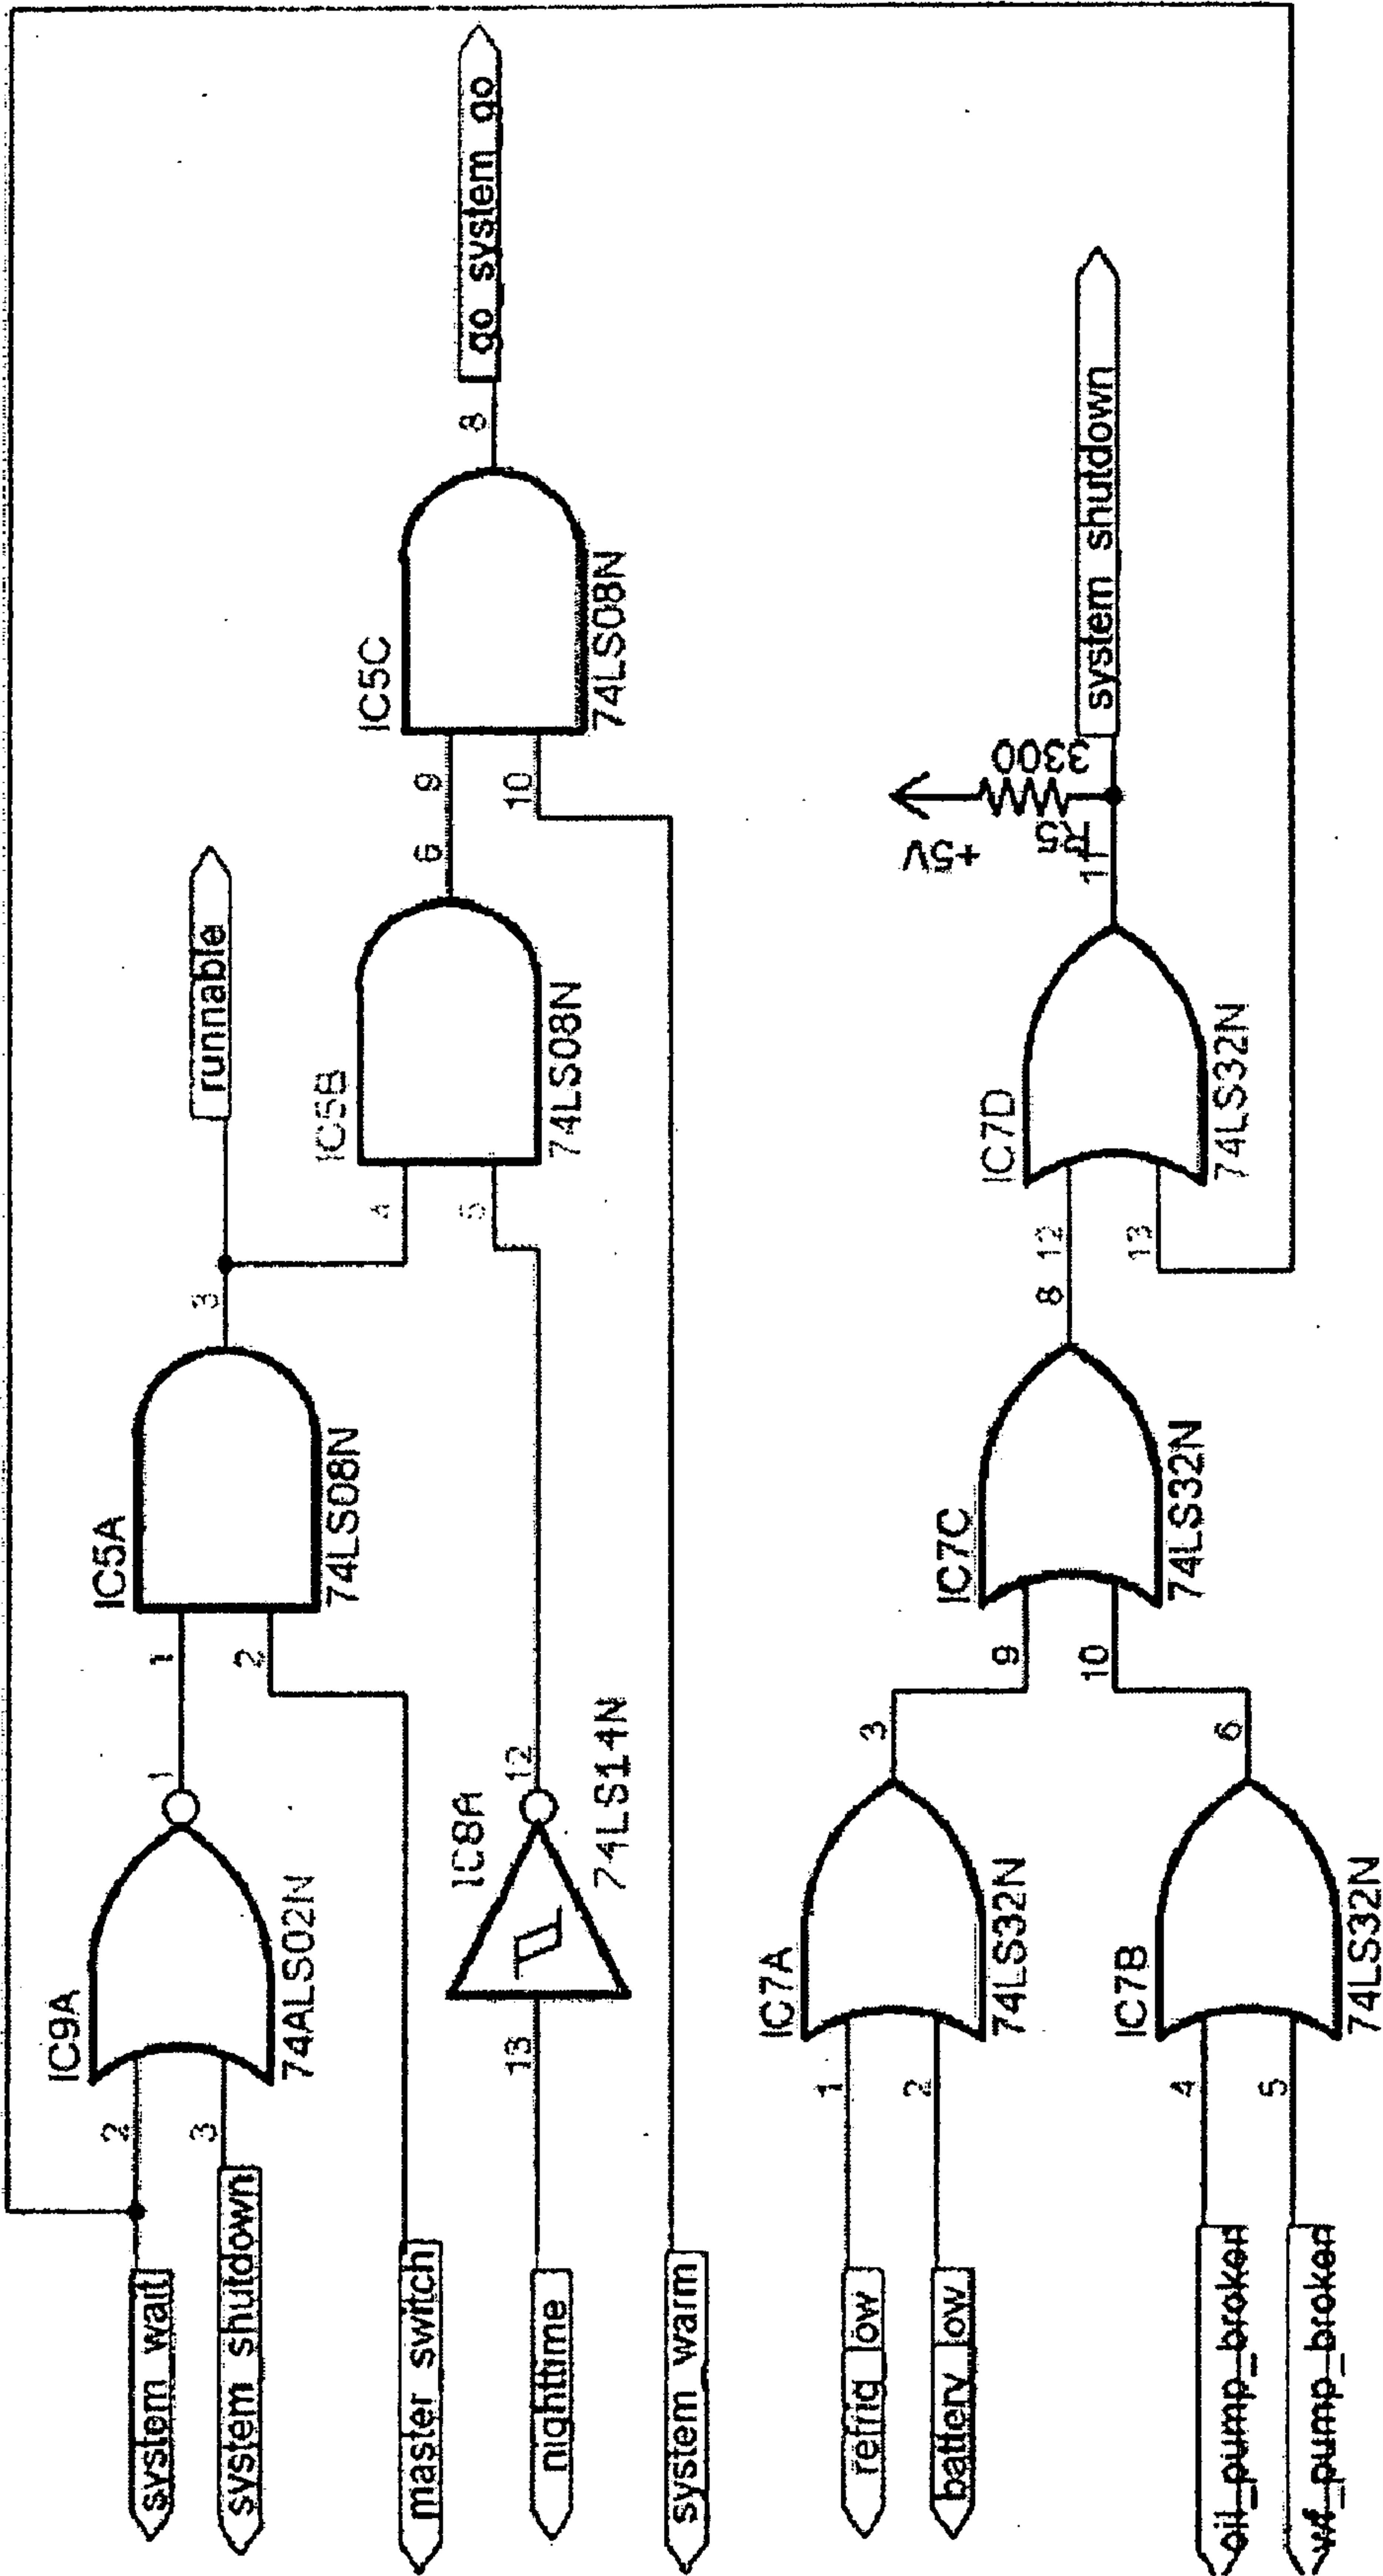 IC9A
74ALS02N
system_wait
system_shutdown
2
3
1
IC5A
74LS08N
1
2
3
runnable
master_switch
nighttime
IC8A
74LS14N
13
12
IC5B
74LS08N
4
5
6
IC5C
74LS08N
9
10
8
go_system_go
system_warm
refrig_low
battery_low
IC7A
74LS32N
1
2
3
oil_pump_broken
wf_pump_broken
IC7B
74LS32N
4
5
6
IC7C
74LS32N
9
10
8
IC7D
74LS32N
12
13
11
+5V
R5
3300
system_shutdown